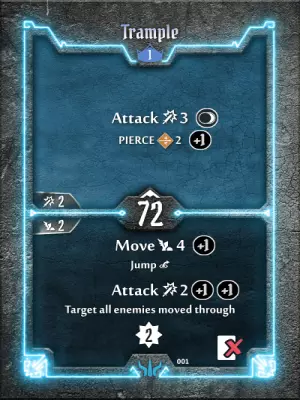 Trample
1
Attack 3
PIERCE 2 +1
2
72
2
Move 4 +1
Jump
Attack 2 +1 +1
Target all enemies moved through
2
001